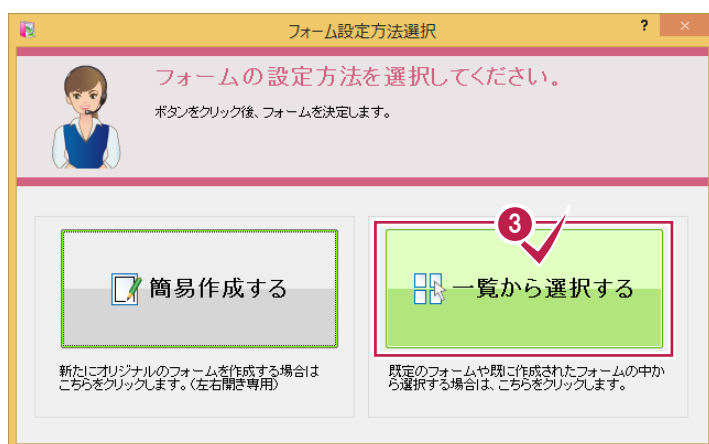 フォーム設定方法選択
?
×
フォームの設定方法を選択してください。
ボタンをクリック後、フォームを決定します。
3
簡易作成する
一覧から選択する
新たにオリジナルのフォームを作成する場合は
こちらをクリックします。(左右開き専用)
既定のフォームや既に作成されたフォームの中か
ら選択する場合は、こちらをクリックします。